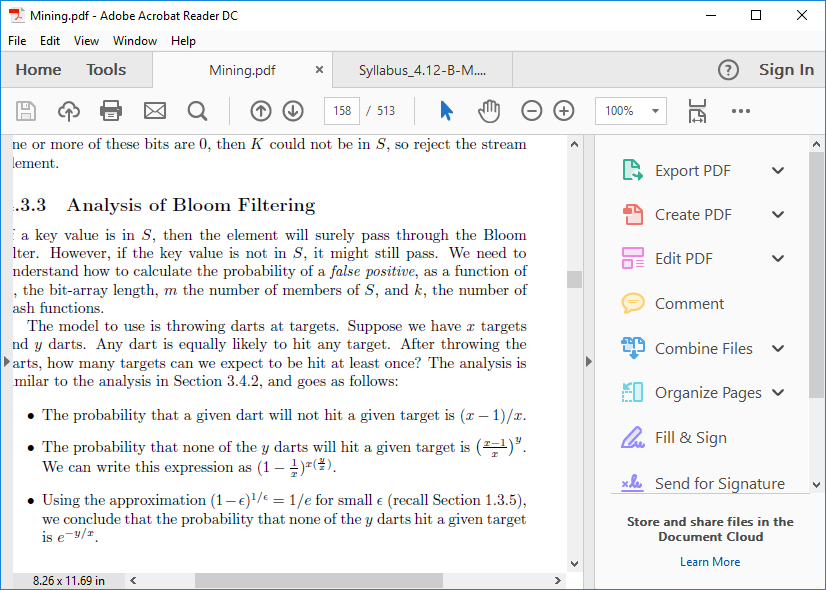 Mining.pdf - Adobe Acrobat Reader DC
File Edit View Window Help
Home Tools Mining.pdf × Syllabus_4.12-B-M.... ? Sign In
158 / 513 100%
ne or more of these bits are 0, then K could not be in S, so reject the stream
lement.
.3.3 Analysis of Bloom Filtering
a key value is in S, then the element will surely pass through the Bloom
lter. However, if the key value is not in S, it might still pass. We need to
nderstand how to calculate the probability of a false positive, as a function of
, the bit-array length, m the number of members of S, and k, the number of
ash functions.
The model to use is throwing darts at targets. Suppose we have x targets
nd y darts. Any dart is equally likely to hit any target. After throwing the
arts, how many targets can we expect to be hit at least once? The analysis is
milar to the analysis in Section 3.4.2, and goes as follows:
• The probability that a given dart will not hit a given target is (x − 1)/x.
• The probability that none of the y darts will hit a given target is ((x−1)/x)^y.
We can write this expression as (1 − 1/x)^{x(y/x)}.
• Using the approximation (1−ϵ)^{1/ϵ} = 1/e for small ϵ (recall Section 1.3.5),
we conclude that the probability that none of the y darts hit a given target
is e^{−y/x}.
8.26 x 11.69 in
Export PDF
Create PDF
Edit PDF
Comment
Combine Files
Organize Pages
Fill & Sign
Send for Signature
Store and share files in the
Document Cloud
Learn More